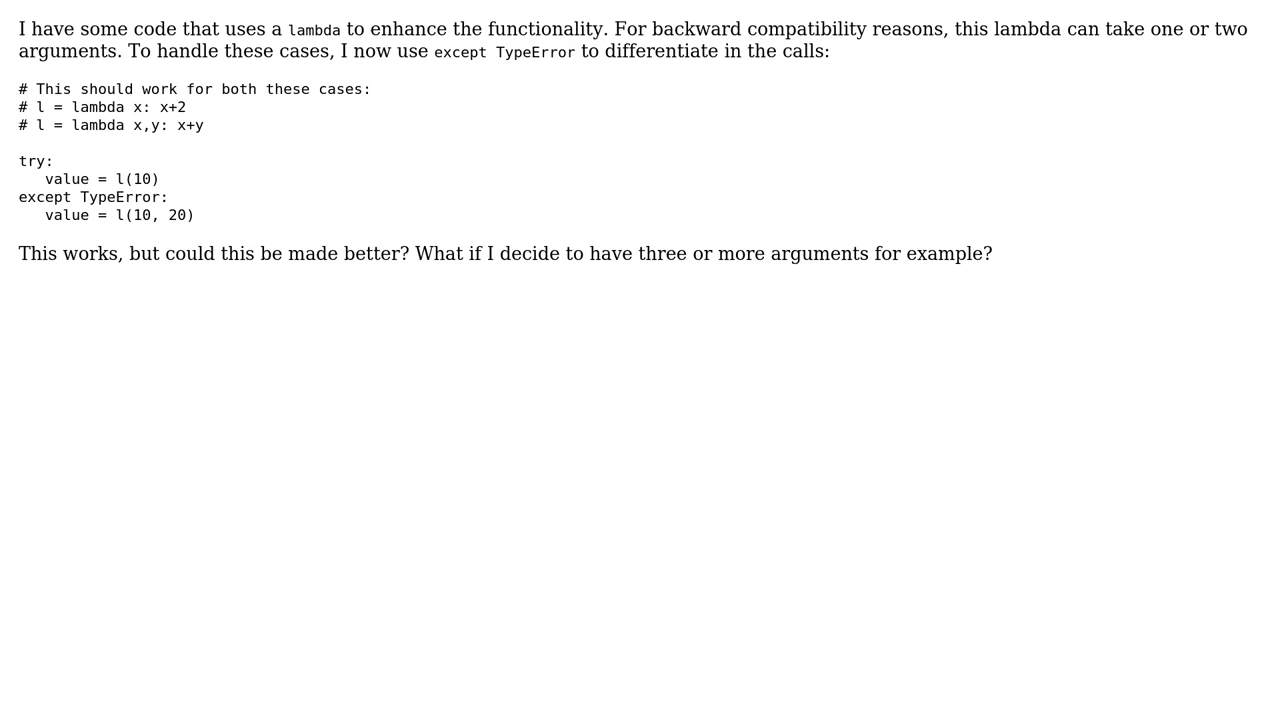 I have some code that uses a lambda to enhance the functionality. For backward compatibility reasons, this lambda can take one or two
arguments. To handle these cases, I now use except TypeError to differentiate in the calls:
# This should work for both these cases:
# l = lambda x: x+2
# l = lambda x,y: x+y
try:
   value = l(10)
except TypeError:
   value = l(10, 20)
This works, but could this be made better? What if I decide to have three or more arguments for example?